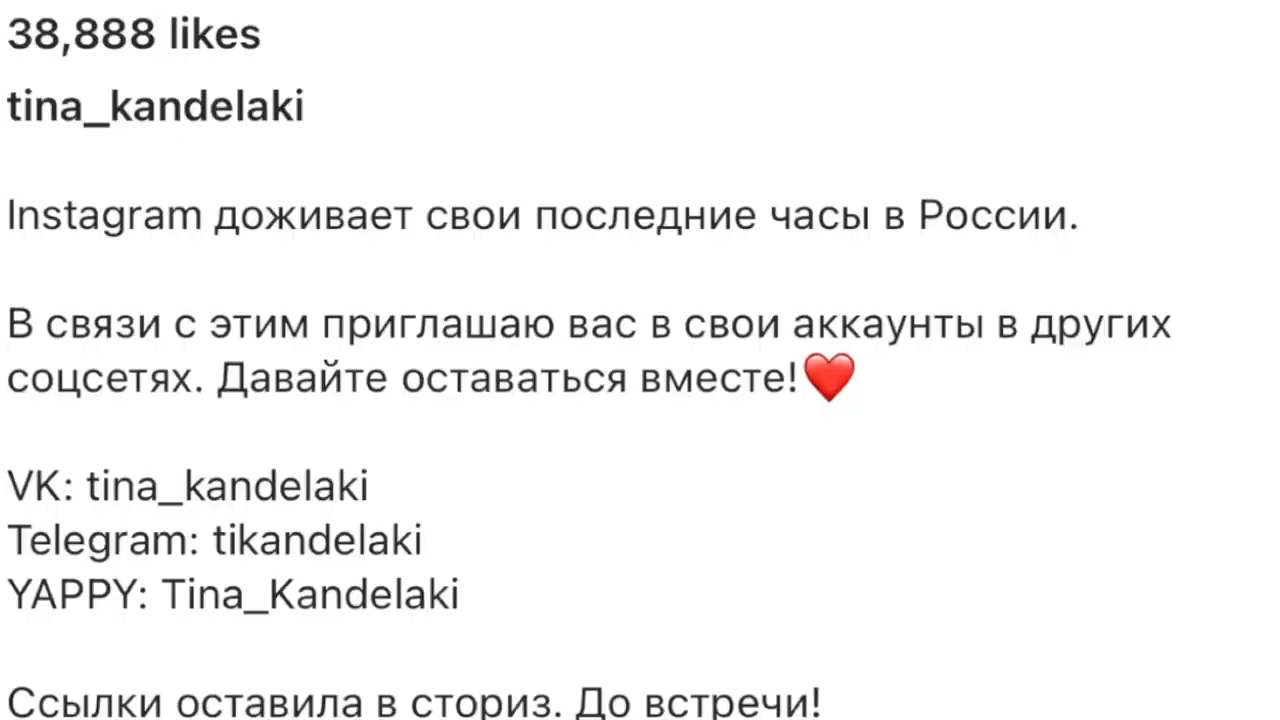 38,888 likes
tina_kandelaki
Instagram доживает свои последние часы в России.
В связи с этим приглашаю вас в свои аккаунты в других
соцсетях. Давайте оставаться вместе!❤️
VK: tina_kandelaki
Telegram: tikandelaki
YAPPY: Tina_Kandelaki
Ссылки оставила в сториз. До встречи!